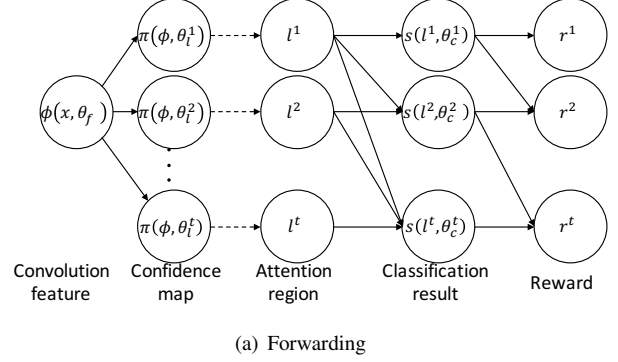 π(ϕ,θ_l^1) l^1 s(l^1,θ_c^1) r^1
ϕ(x,θ_f) π(ϕ,θ_l^2) l^2 s(l^2,θ_c^2) r^2
π(ϕ,θ_l^t) l^t s(l^t,θ_c^t) r^t
Convolution feature
Confidence map
Attention region
Classification result
Reward
(a) Forwarding